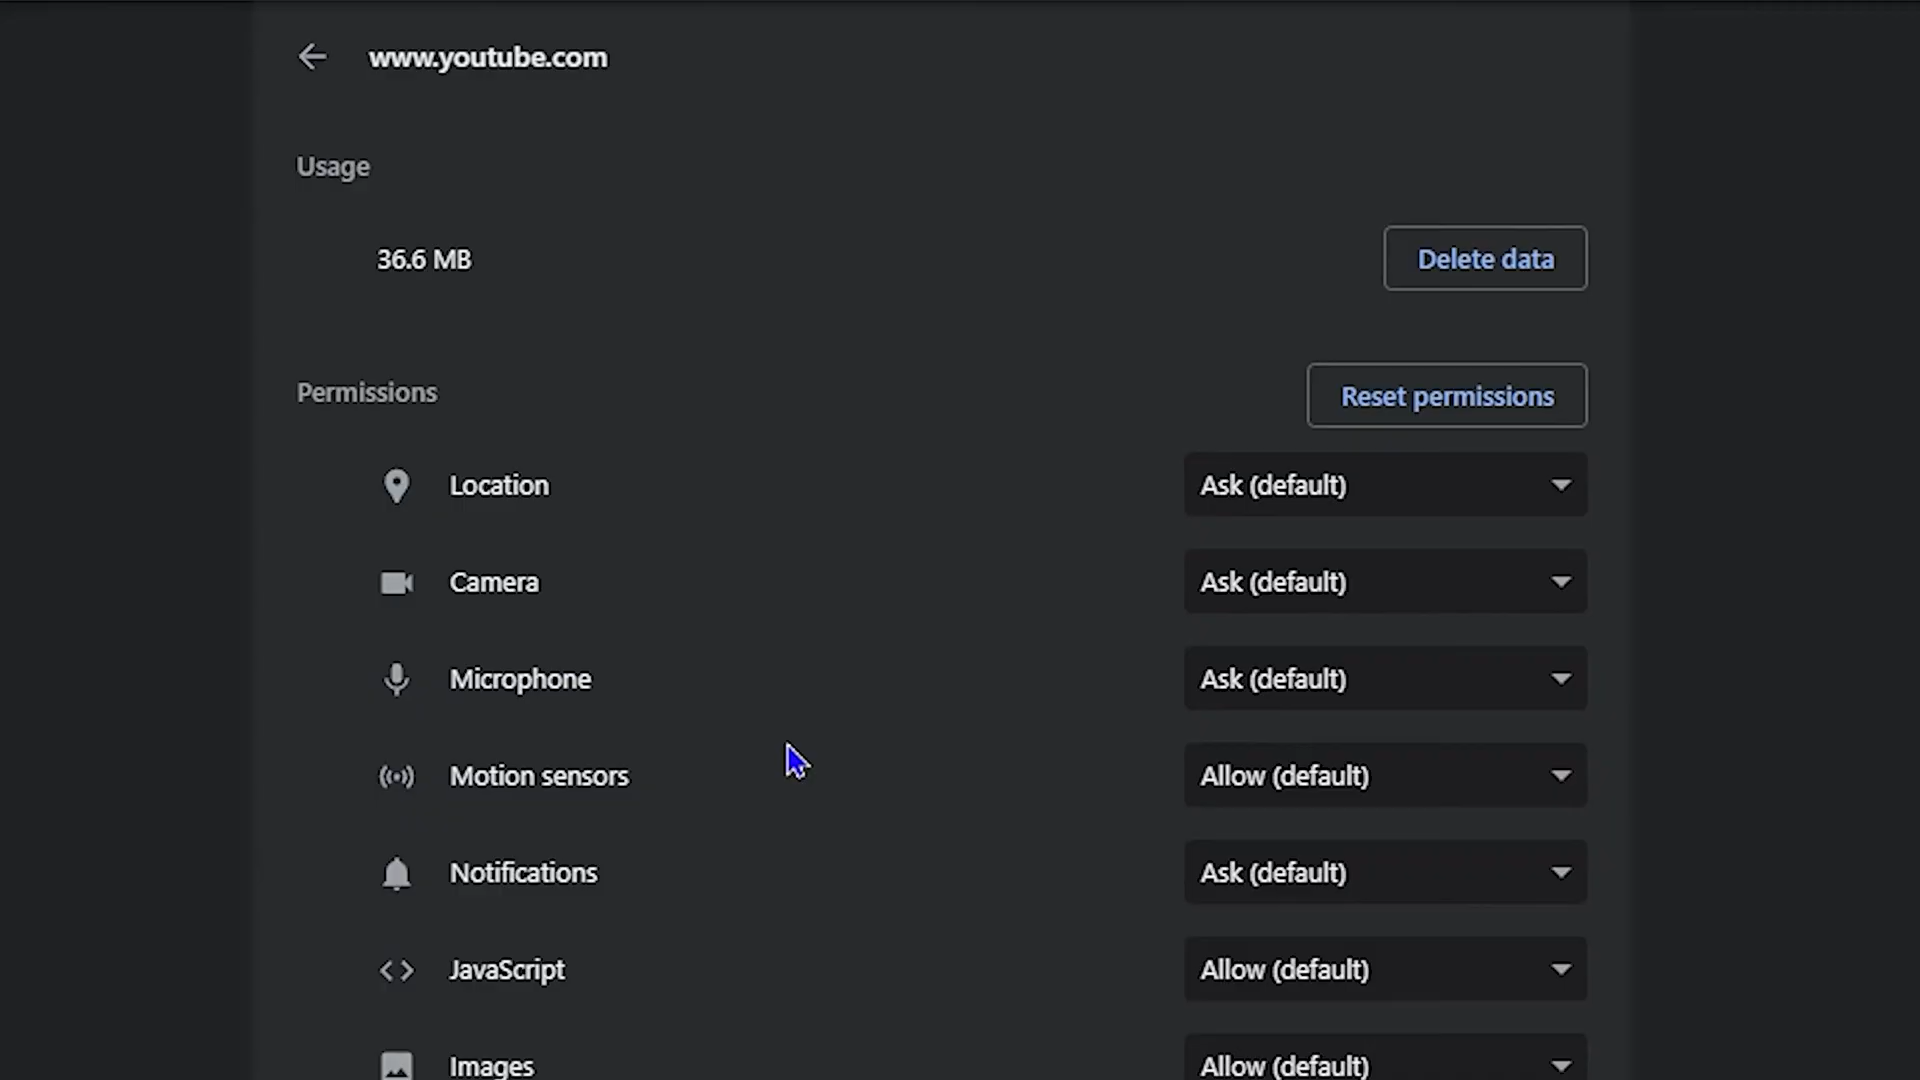 www.youtube.com
Usage
36.6 MB
Delete data
Permissions
Reset permissions
Location
Ask (default)
Camera
Ask (default)
Microphone
Ask (default)
Motion sensors
Allow (default)
Notifications
Ask (default)
JavaScript
Allow (default)
Images
Allow (default)